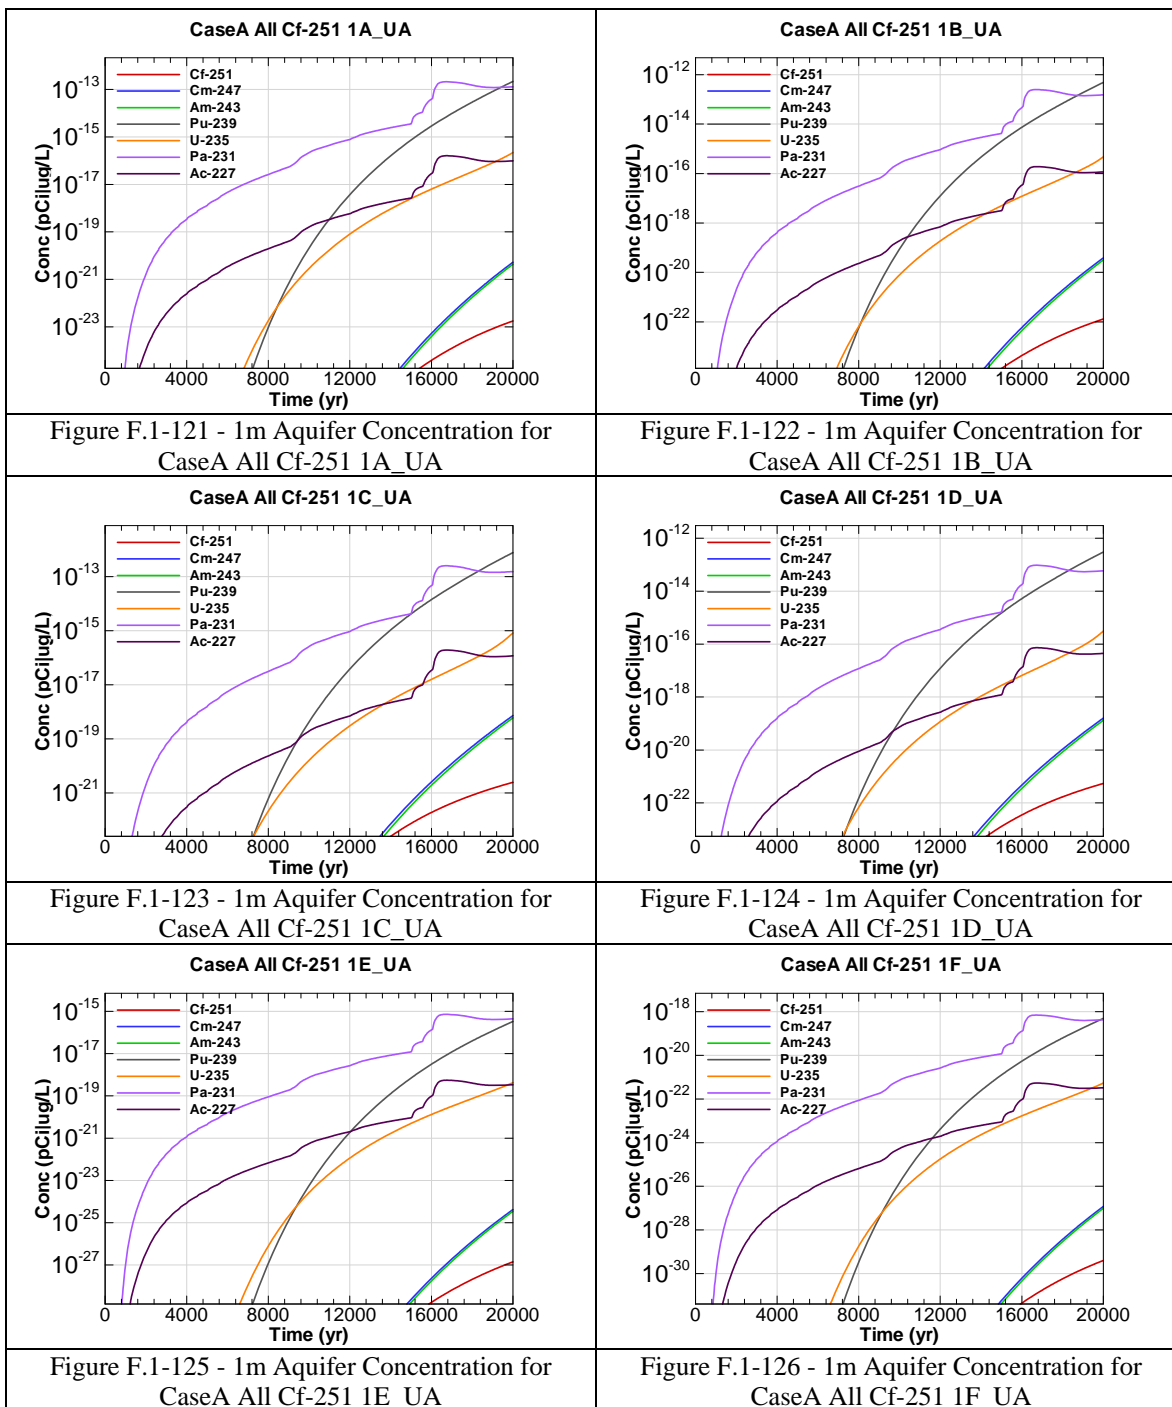 CaseA All Cf-251 1A_UA
Conc (pCi|ug/L)
10-13
10-15
10-17
10-19
10-21
10-23
Cf-251
Cm-247
Am-243
Pu-239
U-235
Pa-231
Ac-227
0 4000 8000 12000 16000 20000
Time (yr)
Figure F.1-121 - 1m Aquifer Concentration for
CaseA All Cf-251 1A_UA
CaseA All Cf-251 1B_UA
Conc (pCi|ug/L)
10-12
10-14
10-16
10-18
10-20
10-22
Cf-251
Cm-247
Am-243
Pu-239
U-235
Pa-231
Ac-227
0 4000 8000 12000 16000 20000
Time (yr)
Figure F.1-122 - 1m Aquifer Concentration for
CaseA All Cf-251 1B_UA
CaseA All Cf-251 1C_UA
Conc (pCi|ug/L)
10-13
10-15
10-17
10-19
10-21
Cf-251
Cm-247
Am-243
Pu-239
U-235
Pa-231
Ac-227
0 4000 8000 12000 16000 20000
Time (yr)
Figure F.1-123 - 1m Aquifer Concentration for
CaseA All Cf-251 1C_UA
CaseA All Cf-251 1D_UA
Conc (pCi|ug/L)
10-12
10-14
10-16
10-18
10-20
10-22
Cf-251
Cm-247
Am-243
Pu-239
U-235
Pa-231
Ac-227
0 4000 8000 12000 16000 20000
Time (yr)
Figure F.1-124 - 1m Aquifer Concentration for
CaseA All Cf-251 1D_UA
CaseA All Cf-251 1E_UA
Conc (pCi|ug/L)
10-15
10-17
10-19
10-21
10-23
10-25
10-27
Cf-251
Cm-247
Am-243
Pu-239
U-235
Pa-231
Ac-227
0 4000 8000 12000 16000 20000
Time (yr)
Figure F.1-125 - 1m Aquifer Concentration for
CaseA All Cf-251 1E_UA
CaseA All Cf-251 1F_UA
Conc (pCi|ug/L)
10-18
10-20
10-22
10-24
10-26
10-28
10-30
Cf-251
Cm-247
Am-243
Pu-239
U-235
Pa-231
Ac-227
0 4000 8000 12000 16000 20000
Time (yr)
Figure F.1-126 - 1m Aquifer Concentration for
CaseA All Cf-251 1F_UA